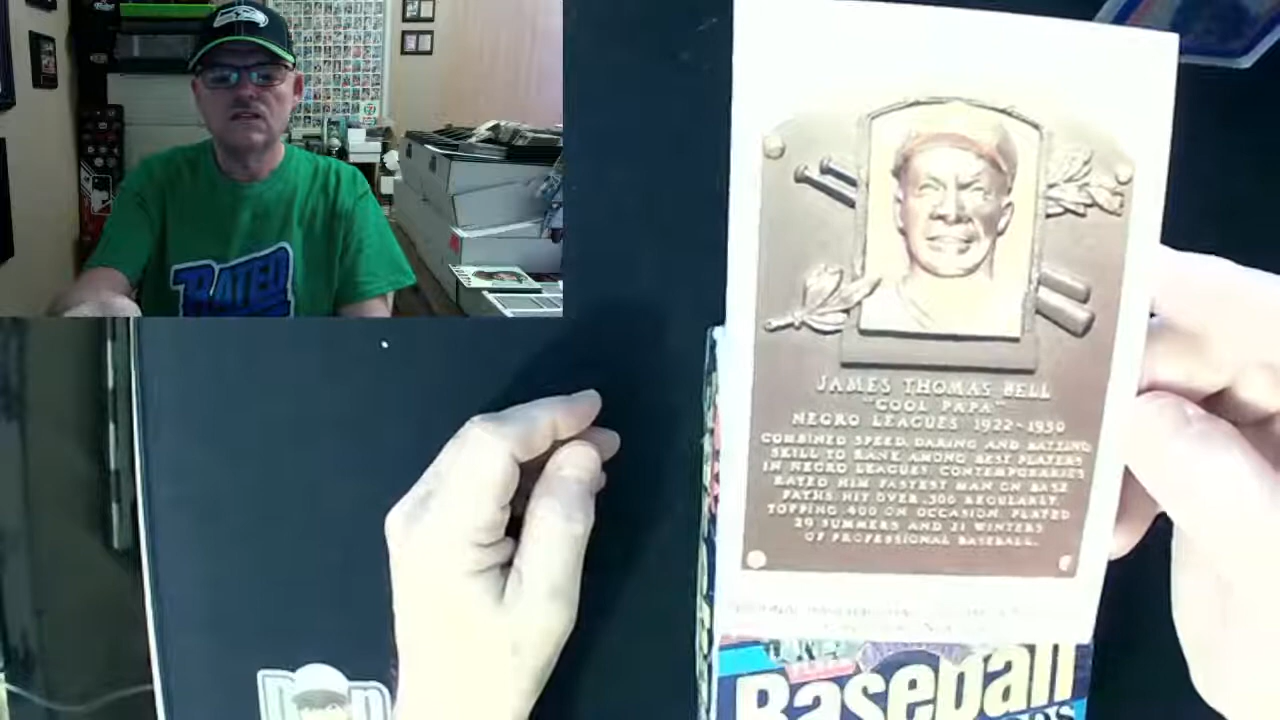 RATED
JAMES THOMAS BELL
"COOL PAPA"
NEGRO LEAGUES 1922-1950
COMBINED SPEED, DARING AND BATTING
SKILL TO RANK AMONG BEST PLAYERS
IN NEGRO LEAGUES. CONTEMPORARIES
RATED HIM FASTEST MAN ON BASE
PATHS. HIT OVER .300 REGULARLY,
TOPPING .400 ON OCCASION. PLAYED
29 SUMMERS AND 21 WINTERS
OF PROFESSIONAL BASEBALL.
Baseball